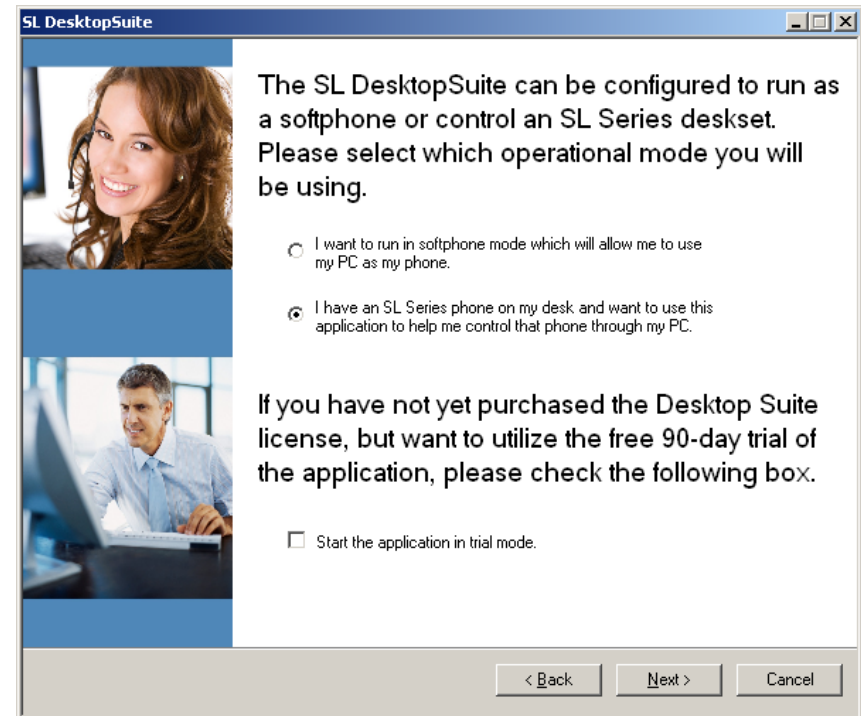 SL DesktopSuite
The SL DesktopSuite can be configured to run as
a softphone or control an SL Series deskset.
Please select which operational mode you will
be using.
I want to run in softphone mode which will allow me to use
my PC as my phone.
I have an SL Series phone on my desk and want to use this
application to help me control that phone through my PC.
If you have not yet purchased the Desktop Suite
license, but want to utilize the free 90-day trial of
the application, please check the following box.
Start the application in trial mode.
< Back Next > Cancel